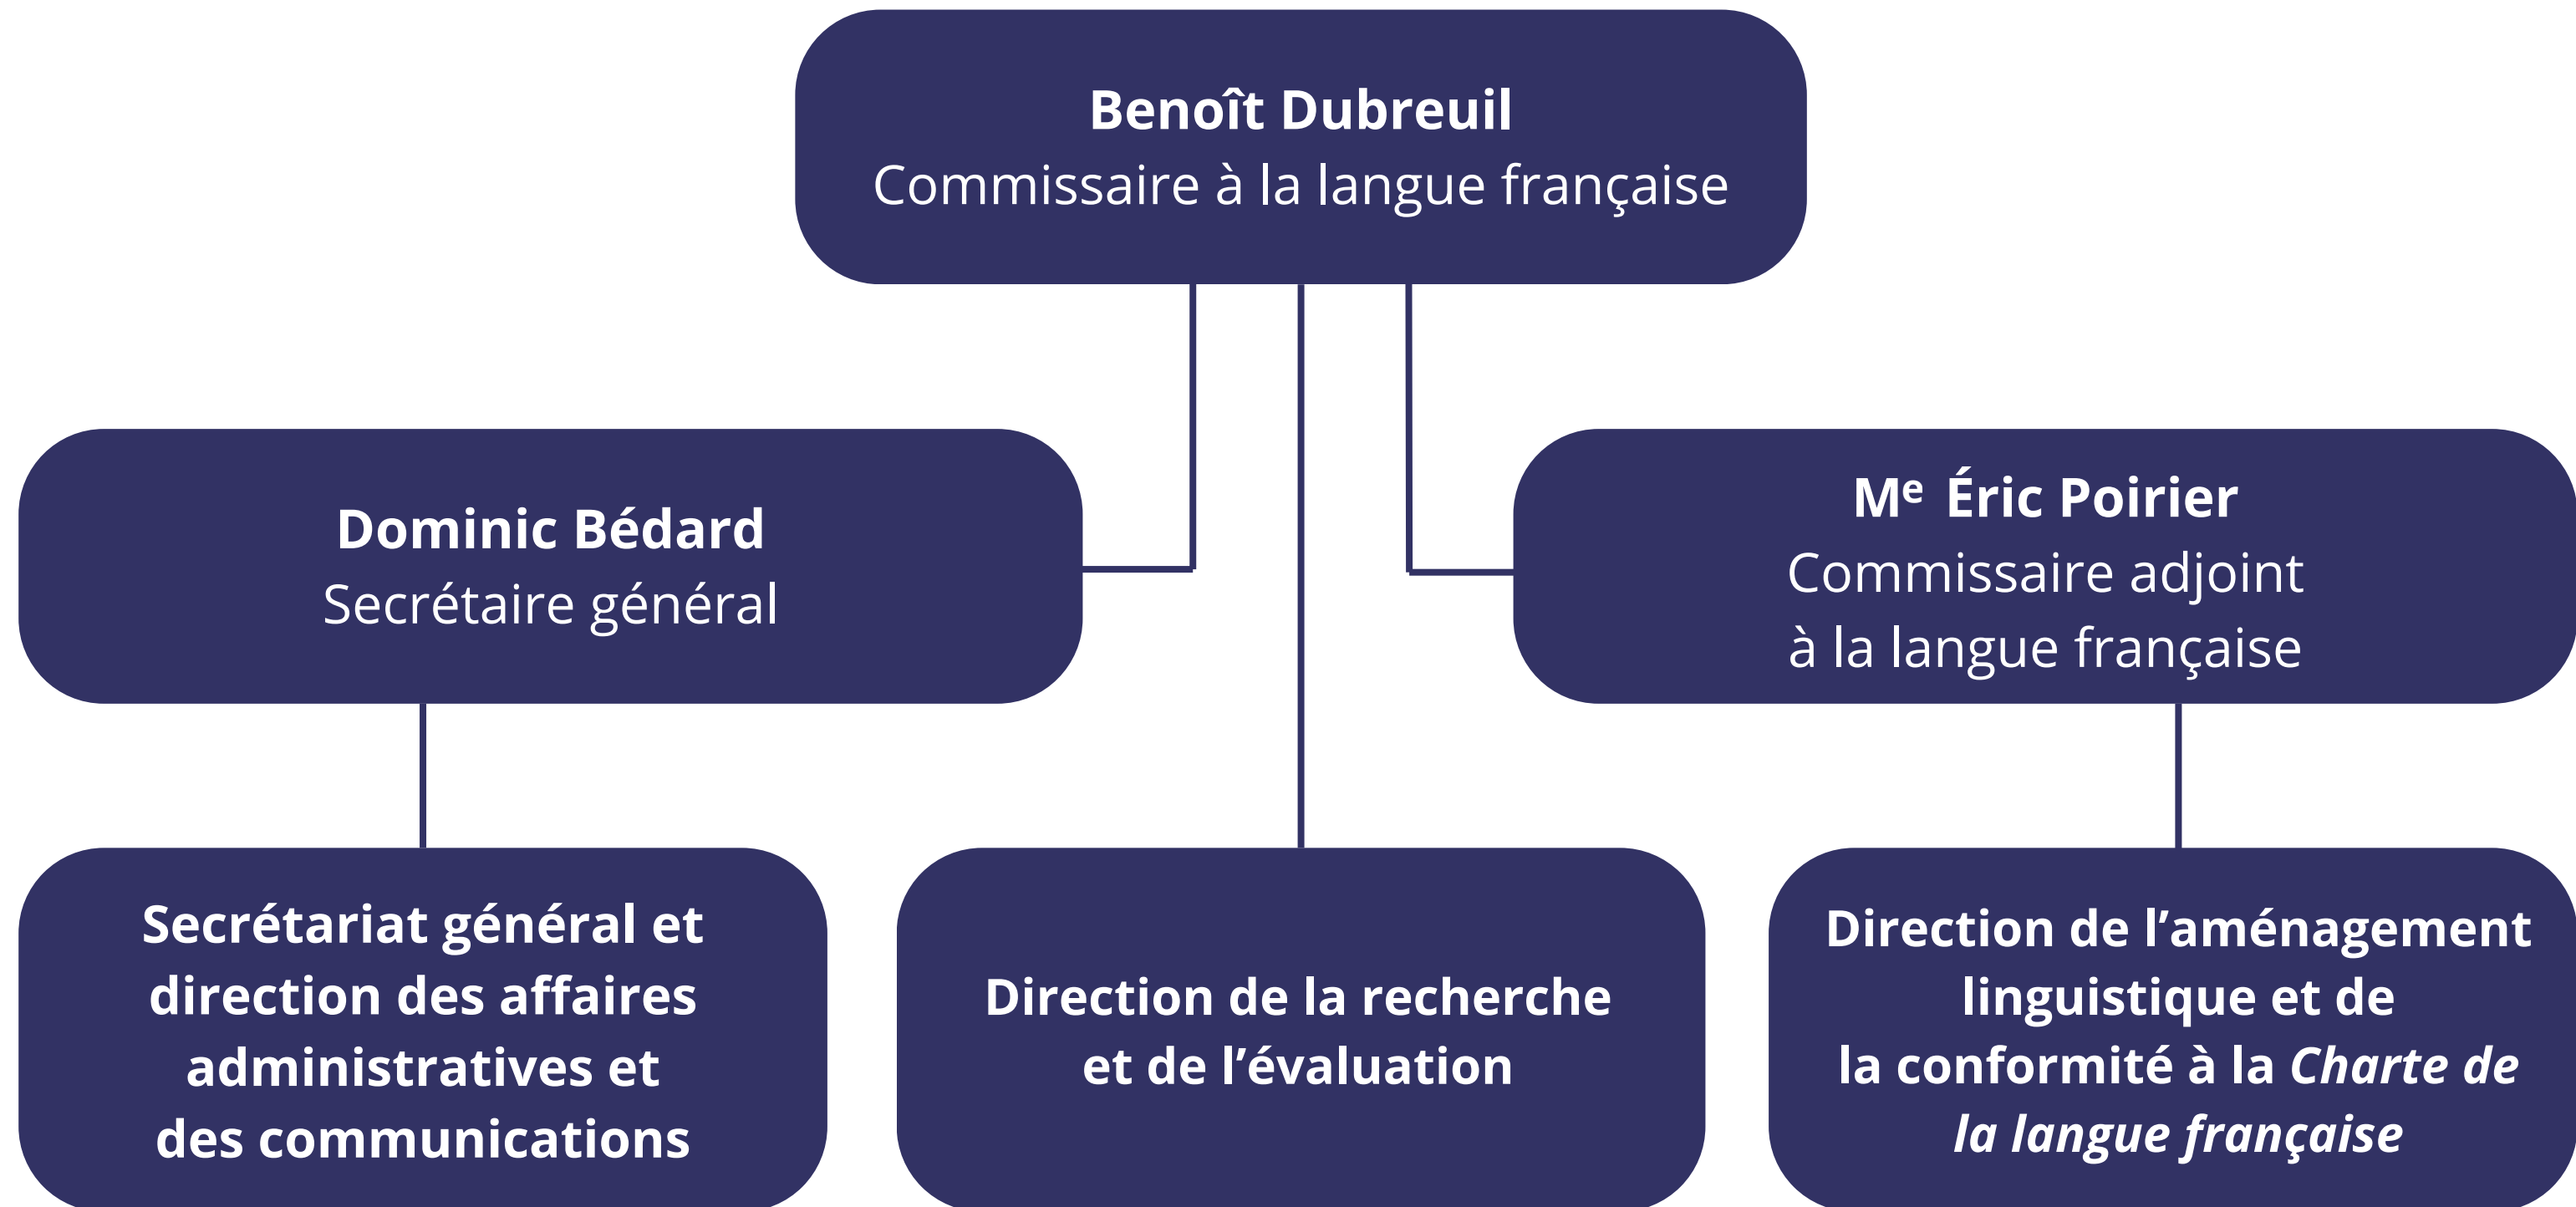 Benoît Dubreuil
Commissaire à la langue française
Dominic Bédard
Secrétaire général
Me Éric Poirier
Commissaire adjoint
à la langue française
Secrétariat général et
direction des affaires
administratives et
des communications
Direction de la recherche
et de l’évaluation
Direction de l’aménagement
linguistique et de
la conformité à la Charte de
la langue française